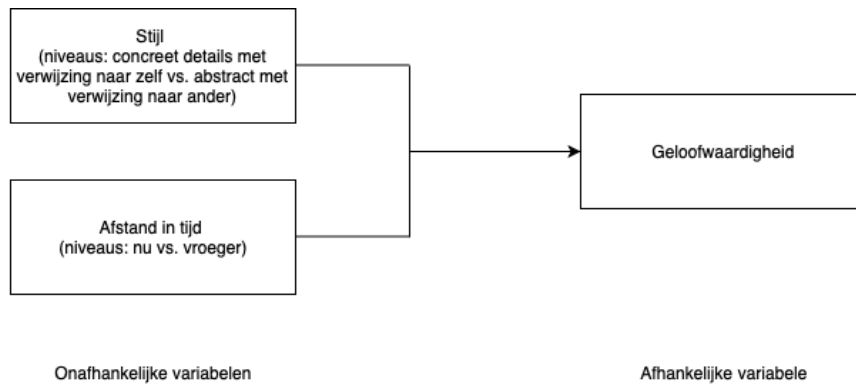 Stijl
(niveaus: concreet details met
verwijzing naar zelf vs. abstract met
verwijzing naar ander)
Geloofwaardigheid
Afstand in tijd
(niveaus: nu vs. vroeger)
Onafhankelijke variabelen
Afhankelijke variabele